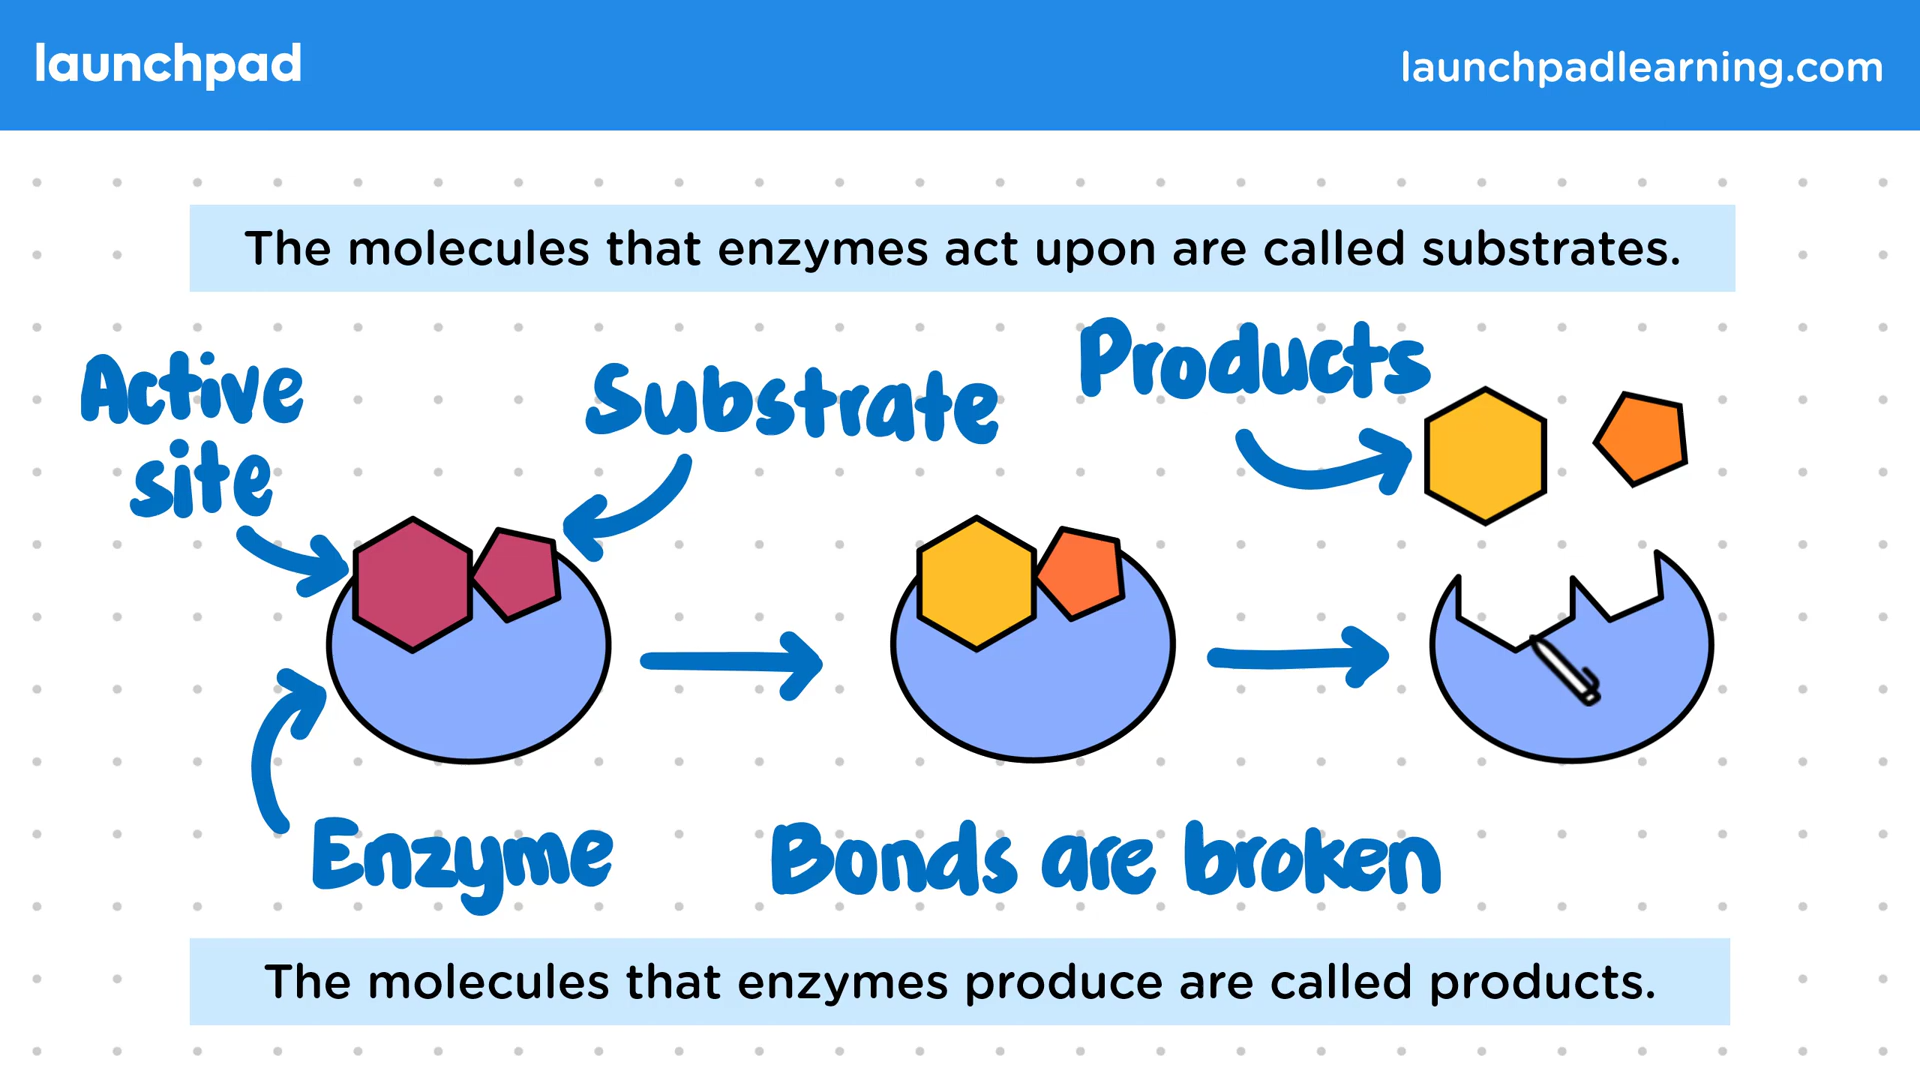 launchpad
launchpadlearning.com
The molecules that enzymes act upon are called substrates.
Active
site
Substrate
Products
Enzyme
Bonds are broken
The molecules that enzymes produce are called products.